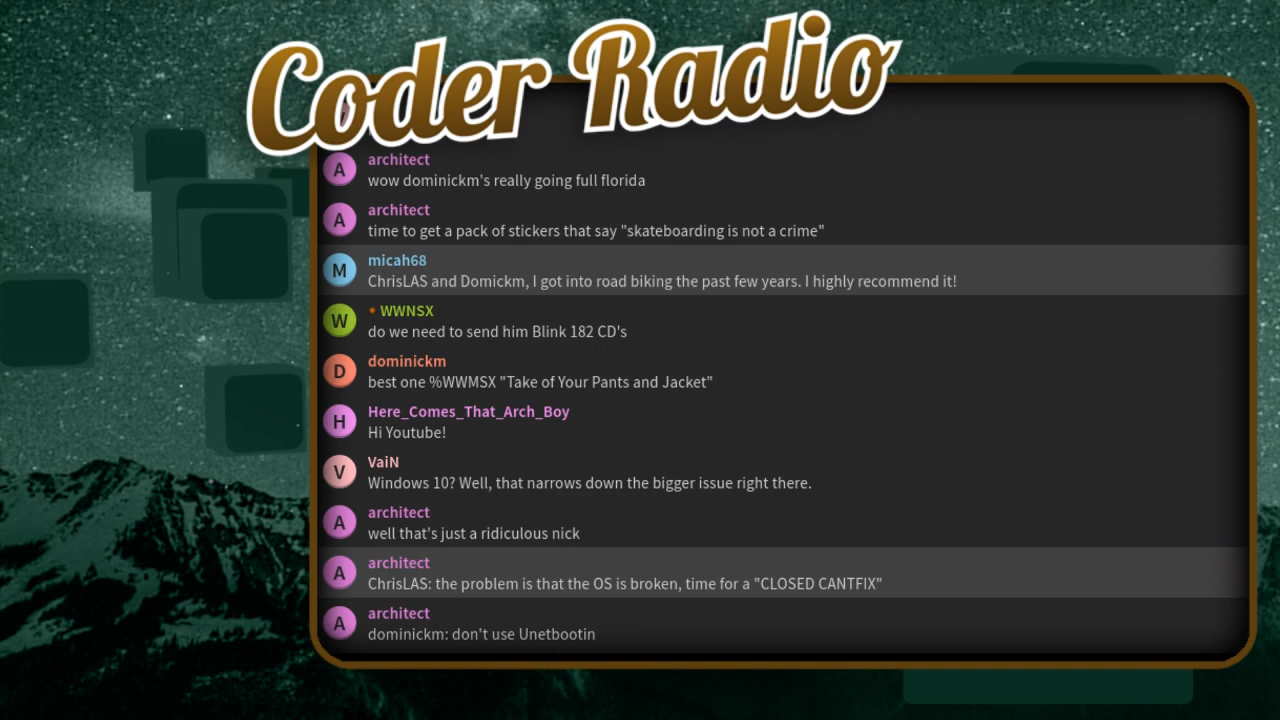 Coder Radio
A
architect
wow dominickm's really going full florida
A
architect
time to get a pack of stickers that say "skateboarding is not a crime"
M
micah68
ChrisLAS and Domickm, I got into road biking the past few years. I highly recommend it!
W
WWNSX
do we need to send him Blink 182 CD's
D
dominickm
best one %WWMSX "Take of Your Pants and Jacket"
H
Here_Comes_That_Arch_Boy
Hi Youtube!
V
VaiN
Windows 10? Well, that narrows down the bigger issue right there.
A
architect
well that's just a ridiculous nick
A
architect
ChrisLAS: the problem is that the OS is broken, time for a "CLOSED CANTFIX"
A
architect
dominickm: don't use Unetbootin